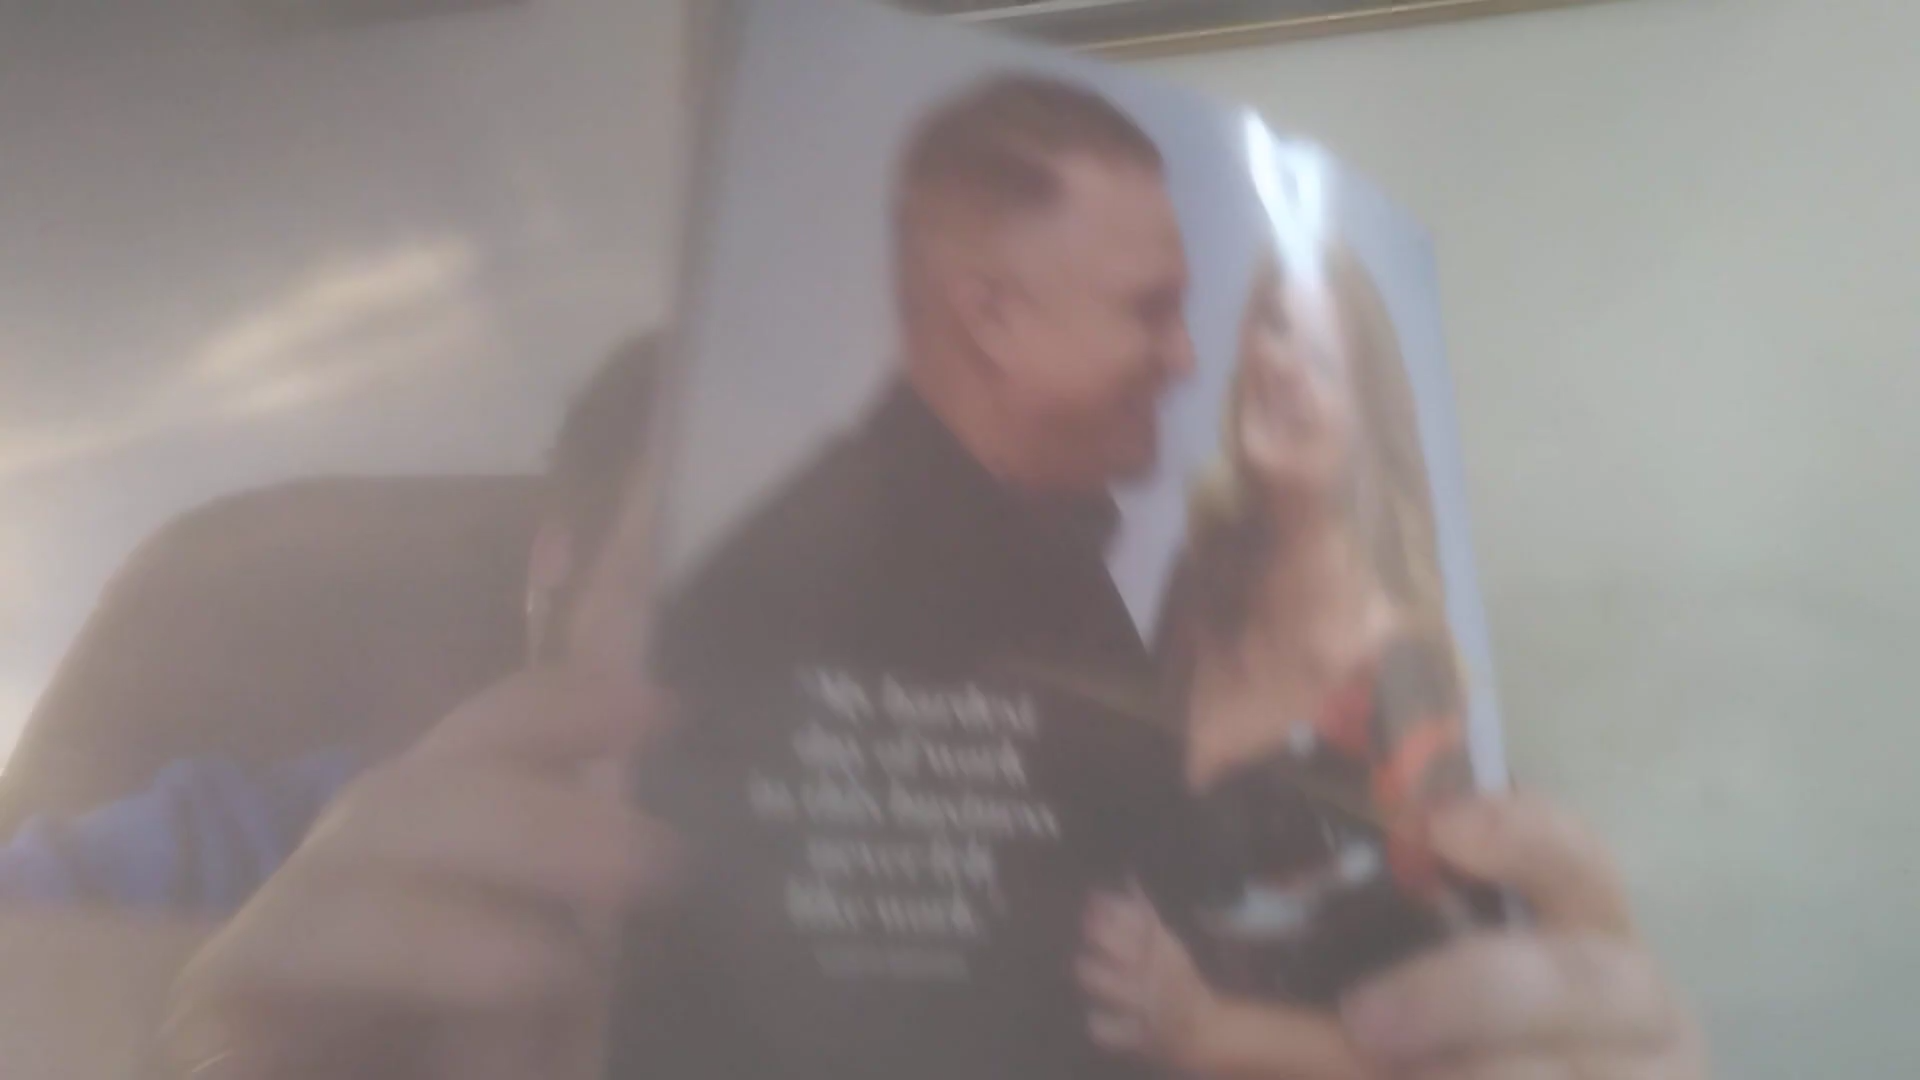 "My hardest
day of work
in this business
never felt
like work."